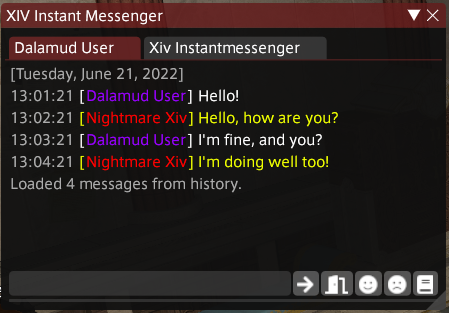 XIV Instant Messenger
Dalamud User Xiv Instantmessenger
[Tuesday, June 21, 2022]
13:01:21 [Dalamud User] Hello!
13:02:21 [Nightmare Xiv] Hello, how are you?
13:03:21 [Dalamud User] I'm fine, and you?
13:04:21 [Nightmare Xiv] I'm doing well too!
Loaded 4 messages from history.